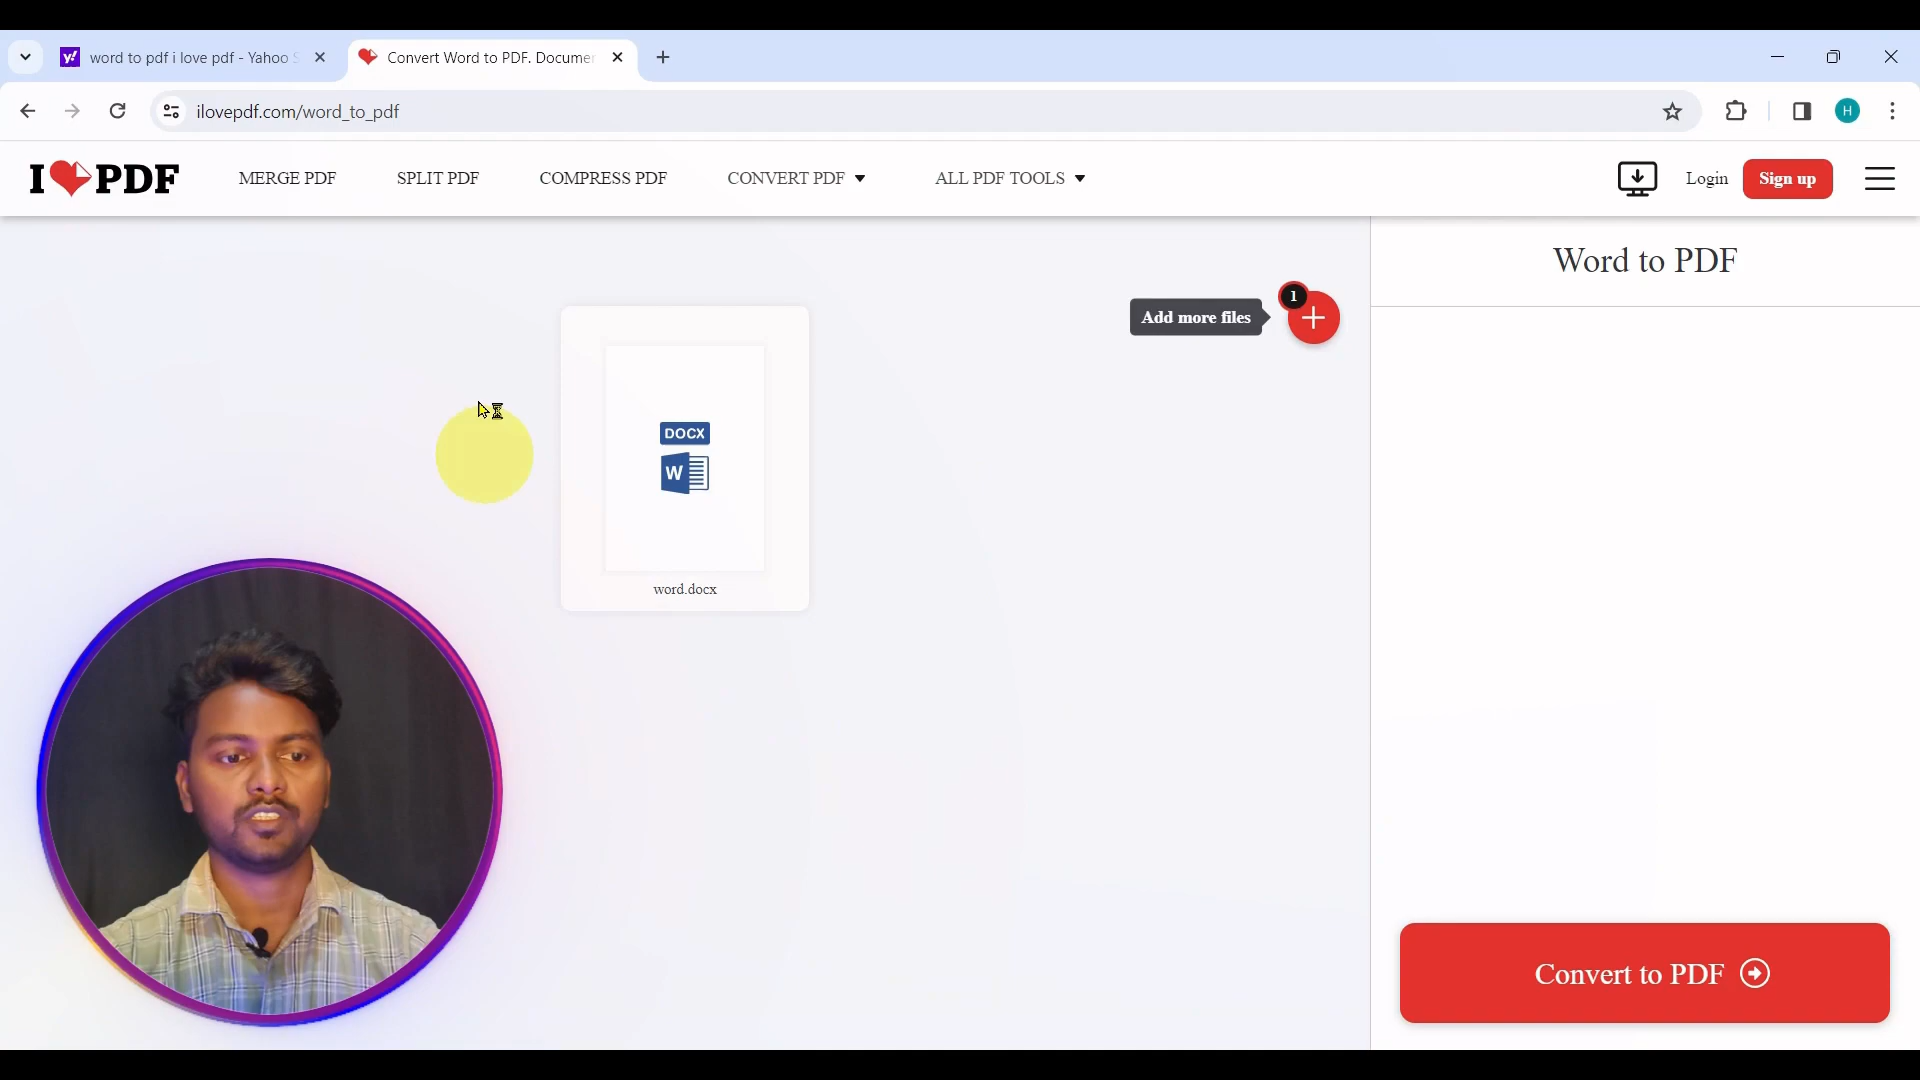 word to pdf i love pdf - Yahoo S
Convert Word to PDF. Documen
ilovepdf.com/word_to_pdf
H
I PDF
MERGE PDF
SPLIT PDF
COMPRESS PDF
CONVERT PDF
ALL PDF TOOLS
Login
Sign up
Word to PDF
1
Add more files
DOCX
W
word.docx
Convert to PDF